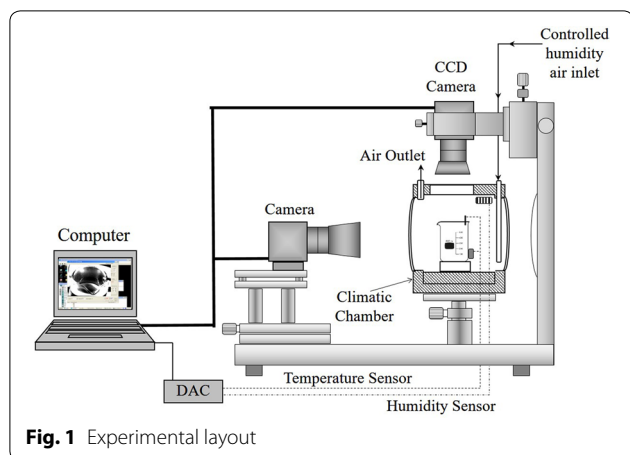 Controlled
humidity
air inlet
CCD
Camera
Air Outlet
Camera
Computer
Climatic
Chamber
Temperature Sensor
DAC
Humidity Sensor
Fig. 1 Experimental layout